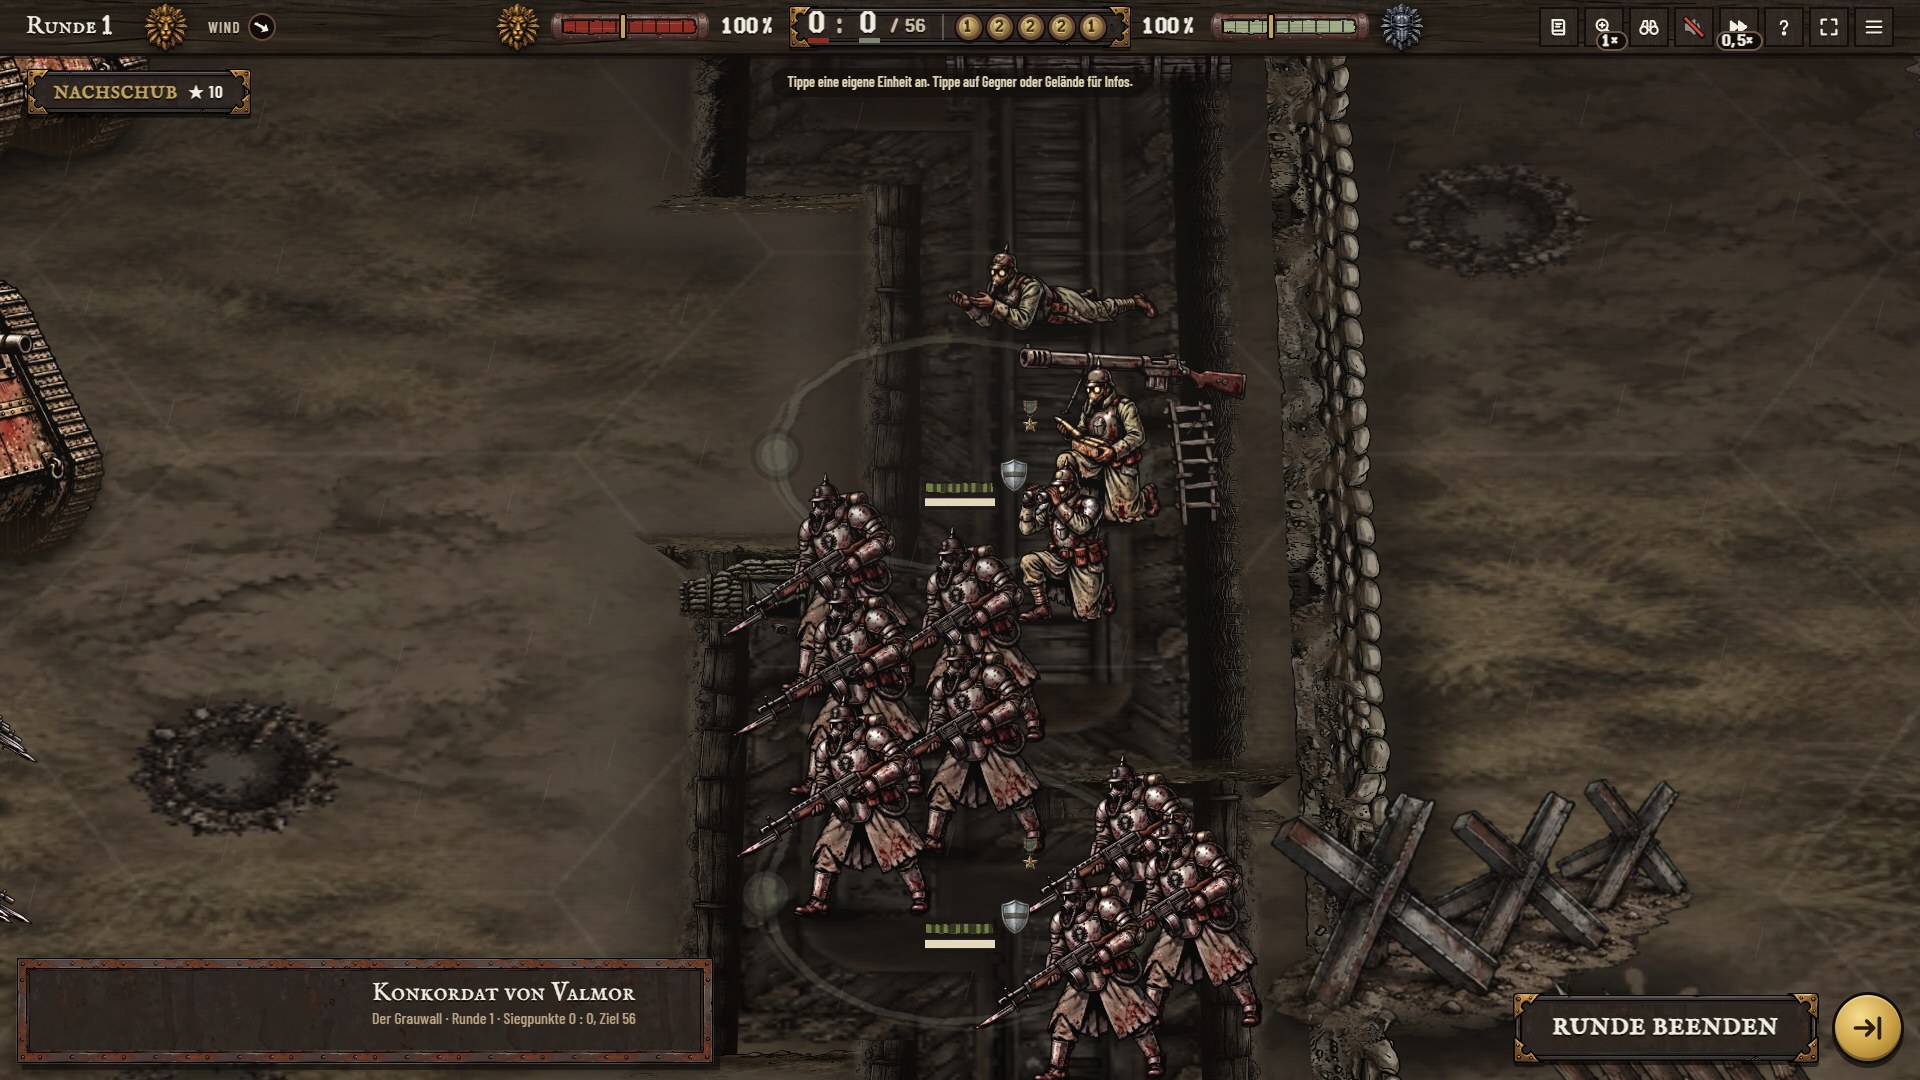 Runde 1
WIND
100 %
0 : 0 / 56
1 2 2 2 1
100 %
1×
0,5×
?
NACHSCHUB ★ 10
Tippe eine eigene Einheit an. Tippe auf Gegner oder Gelände für Infos.
Konkordat von Valmor
Der Grauwall · Runde 1 · Siegpunkte 0 : 0, Ziel 56
RUNDE BEENDEN